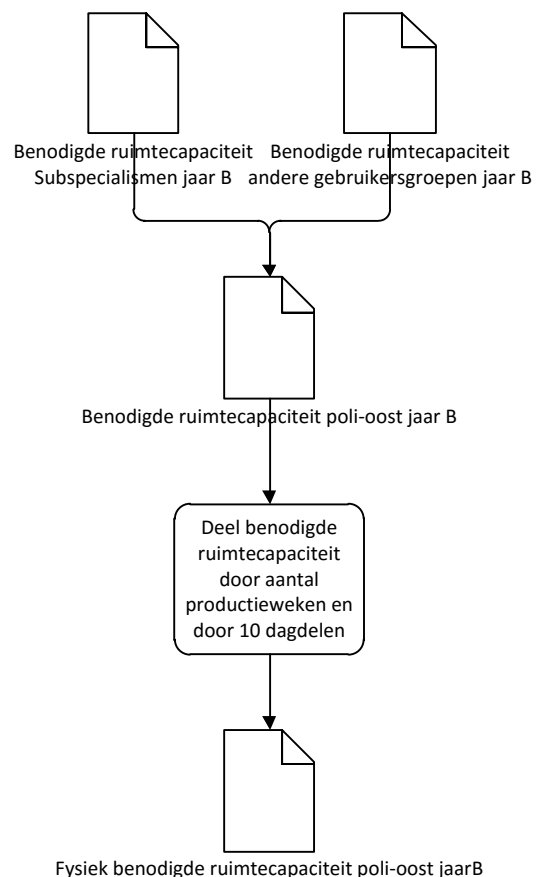 Benodigde ruimtecapaciteit
Subspecialismen jaar B
Benodigde ruimtecapaciteit
andere gebruikersgroepen jaar B
Benodigde ruimtecapaciteit poli-oost jaar B
Deel benodigde
ruimtecapaciteit
door aantal
productieweken en
door 10 dagdelen
Fysiek benodigde ruimtecapaciteit poli-oost jaarB